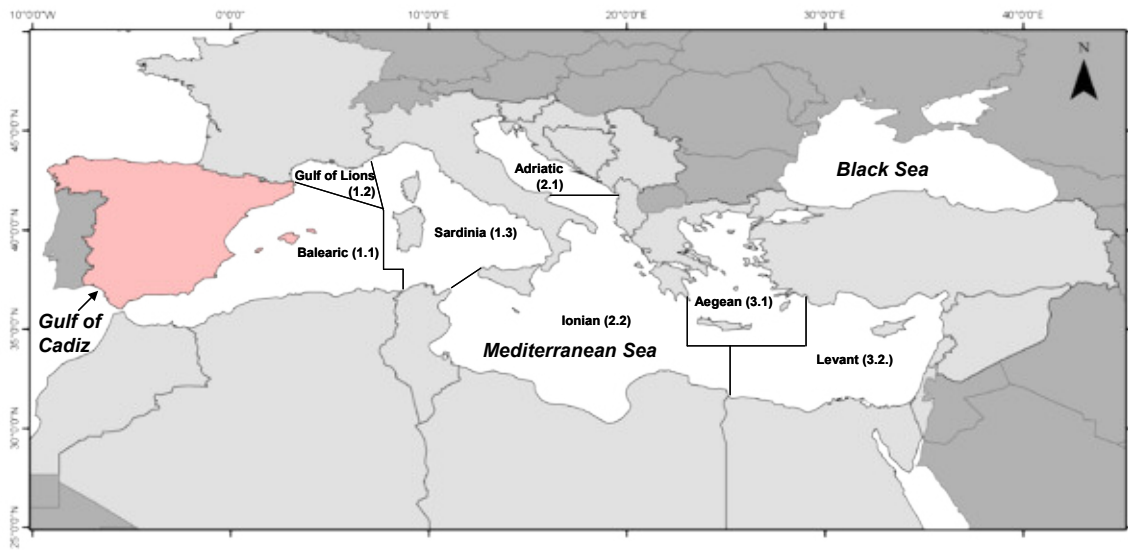 10°0'0"W 0°0'0" 10°0'0"E 20°0'0"E 30°0'0"E 40°0'0"E
N
45°0'0"N
Black Sea
Adriatic
(2.1)
Gulf of Lions
(1.2)
40°0'0"N
Sardinia (1.3)
Balearic (1.1)
Aegean (3.1)
Gulf of
Cadiz
Ionian (2.2)
35°0'0"N
Mediterranean Sea
Levant (3.2.)
30°0'0"N
25°0'0"N